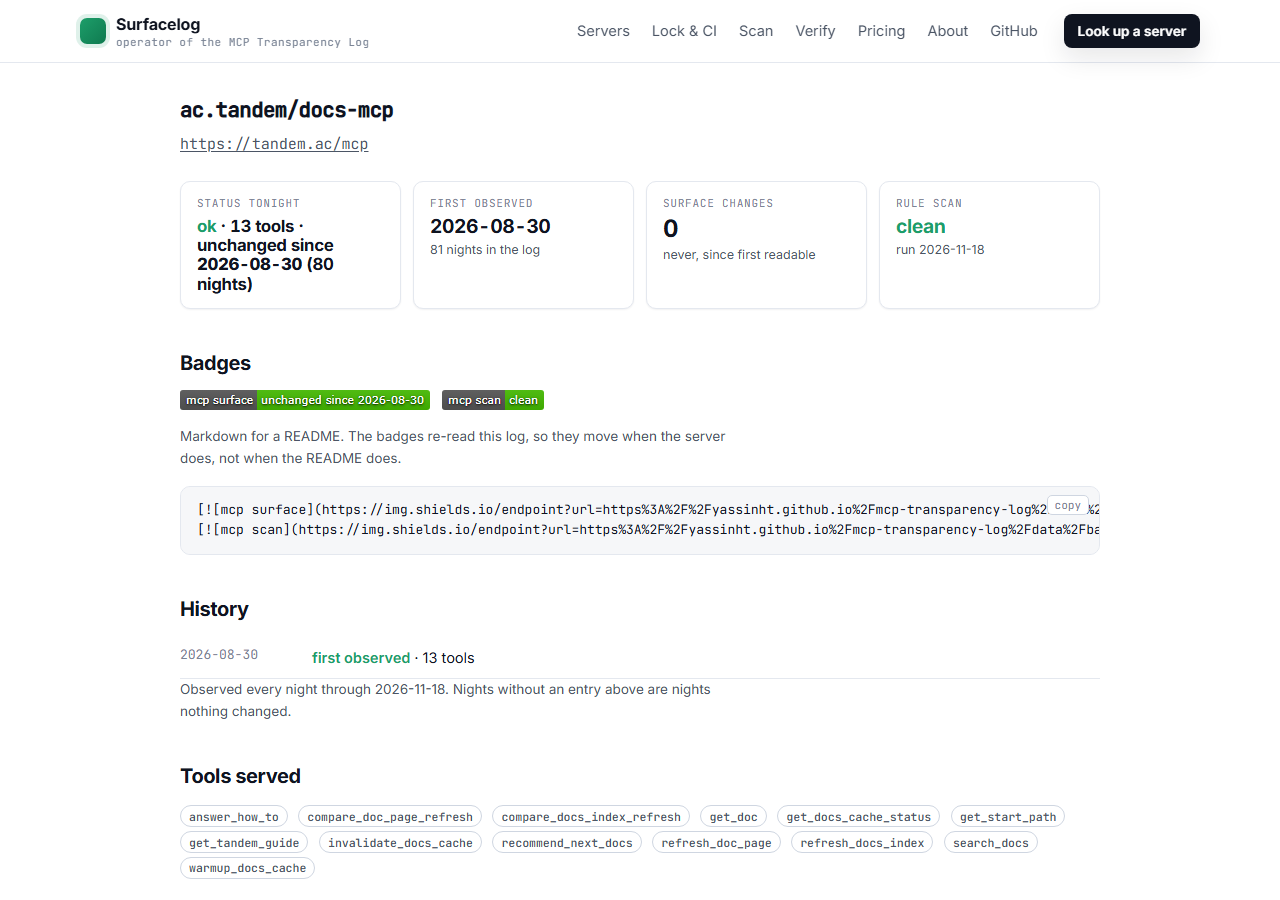 Surfacelog
operator of the MCP Transparency Log
Servers Lock & CI Scan Verify Pricing About GitHub Look up a server
ac.tandem/docs-mcp
https://tandem.ac/mcp
STATUS TONIGHT
ok · 13 tools ·
unchanged since
2026-08-30 (80
nights)
FIRST OBSERVED
2026-08-30
81 nights in the log
SURFACE CHANGES
0
never, since first readable
RULE SCAN
clean
run 2026-11-18
Badges
mcp surface unchanged since 2026-08-30 mcp scan clean
Markdown for a README. The badges re-read this log, so they move when the server
does, not when the README does.
copy
[![mcp surface](https://img.shields.io/endpoint?url=https%3A%2F%2Fyassinht.github.io%2Fmcp-transparency-log%2
[![mcp scan](https://img.shields.io/endpoint?url=https%3A%2F%2Fyassinht.github.io%2Fmcp-transparency-log%2Fdata%2Fba
History
2026-08-30 first observed · 13 tools
Observed every night through 2026-11-18. Nights without an entry above are nights
nothing changed.
Tools served
answer_how_to compare_doc_page_refresh compare_docs_index_refresh get_doc get_docs_cache_status get_start_path
get_tandem_guide invalidate_docs_cache recommend_next_docs refresh_doc_page refresh_docs_index search_docs
warmup_docs_cache